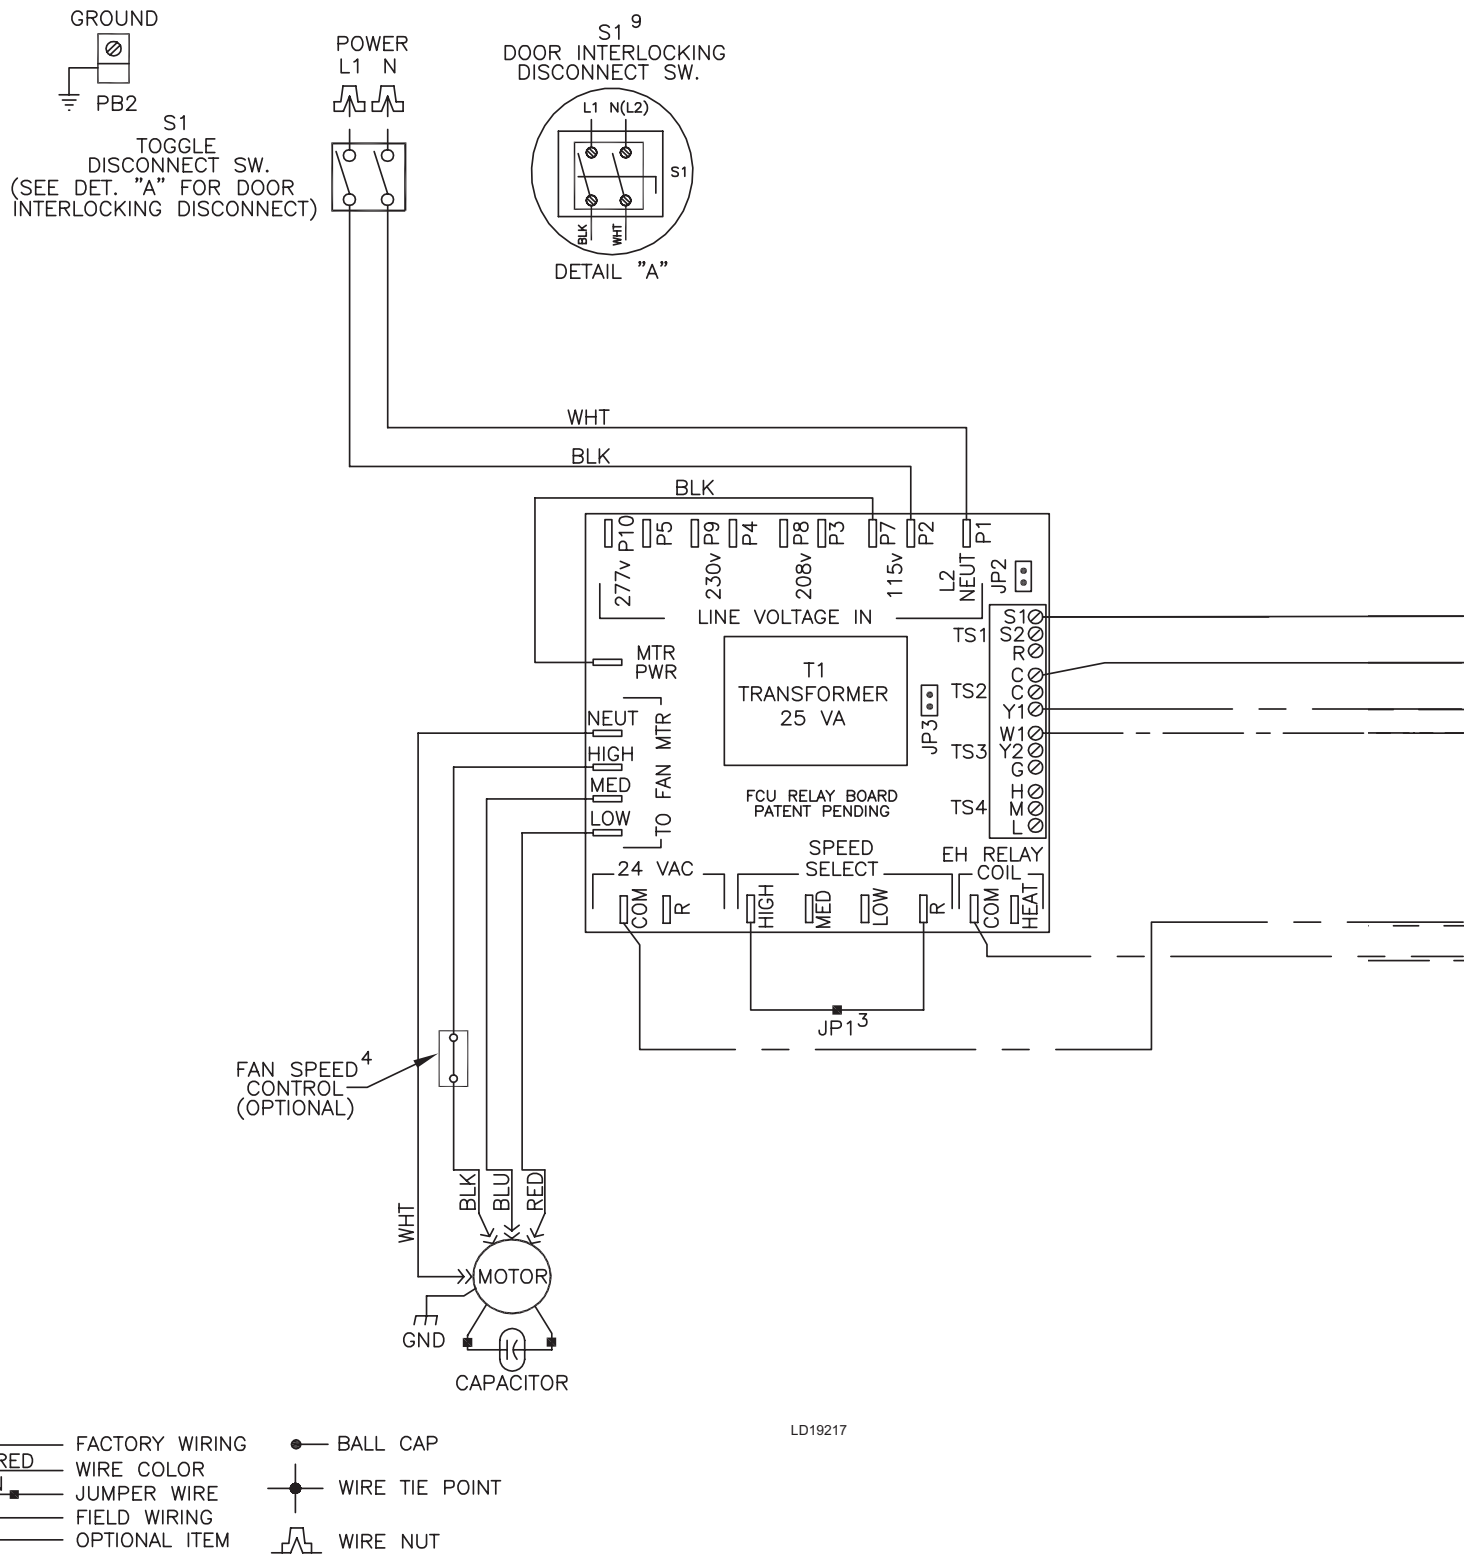 GROUND
PB2
S1
TOGGLE
DISCONNECT SW.
(SEE DET. "A" FOR DOOR
INTERLOCKING DISCONNECT)
POWER
L1 N
S1 9
DOOR INTERLOCKING
DISCONNECT SW.
L1 N(L2)
S1
BLK
WHT
DETAIL "A"
WHT
BLK
BLK
P10
P5
P9
P4
P8
P3
P7
P2
P1
277v
230v
208v
115v
L2
NEUT
JP2
LINE VOLTAGE IN
MTR
PWR
T1
TRANSFORMER
25 VA
JP3
TS1
S1
S2
R
TS2
C
C
Y1
TS3
W1
Y2
G
TS4
H
M
L
NEUT
HIGH
MED
LOW
TO FAN MTR
FCU RELAY BOARD
PATENT PENDING
24 VAC
COM
R
SPEED
SELECT
HIGH
MED
LOW
R
EH RELAY
COIL
COM
HEAT
JP1 3
FAN SPEED 4
CONTROL
(OPTIONAL)
WHT
BLK
BLU
RED
MOTOR
GND
CAPACITOR
LD19217
FACTORY WIRING
RED
WIRE COLOR
JUMPER WIRE
FIELD WIRING
OPTIONAL ITEM
BALL CAP
WIRE TIE POINT
WIRE NUT